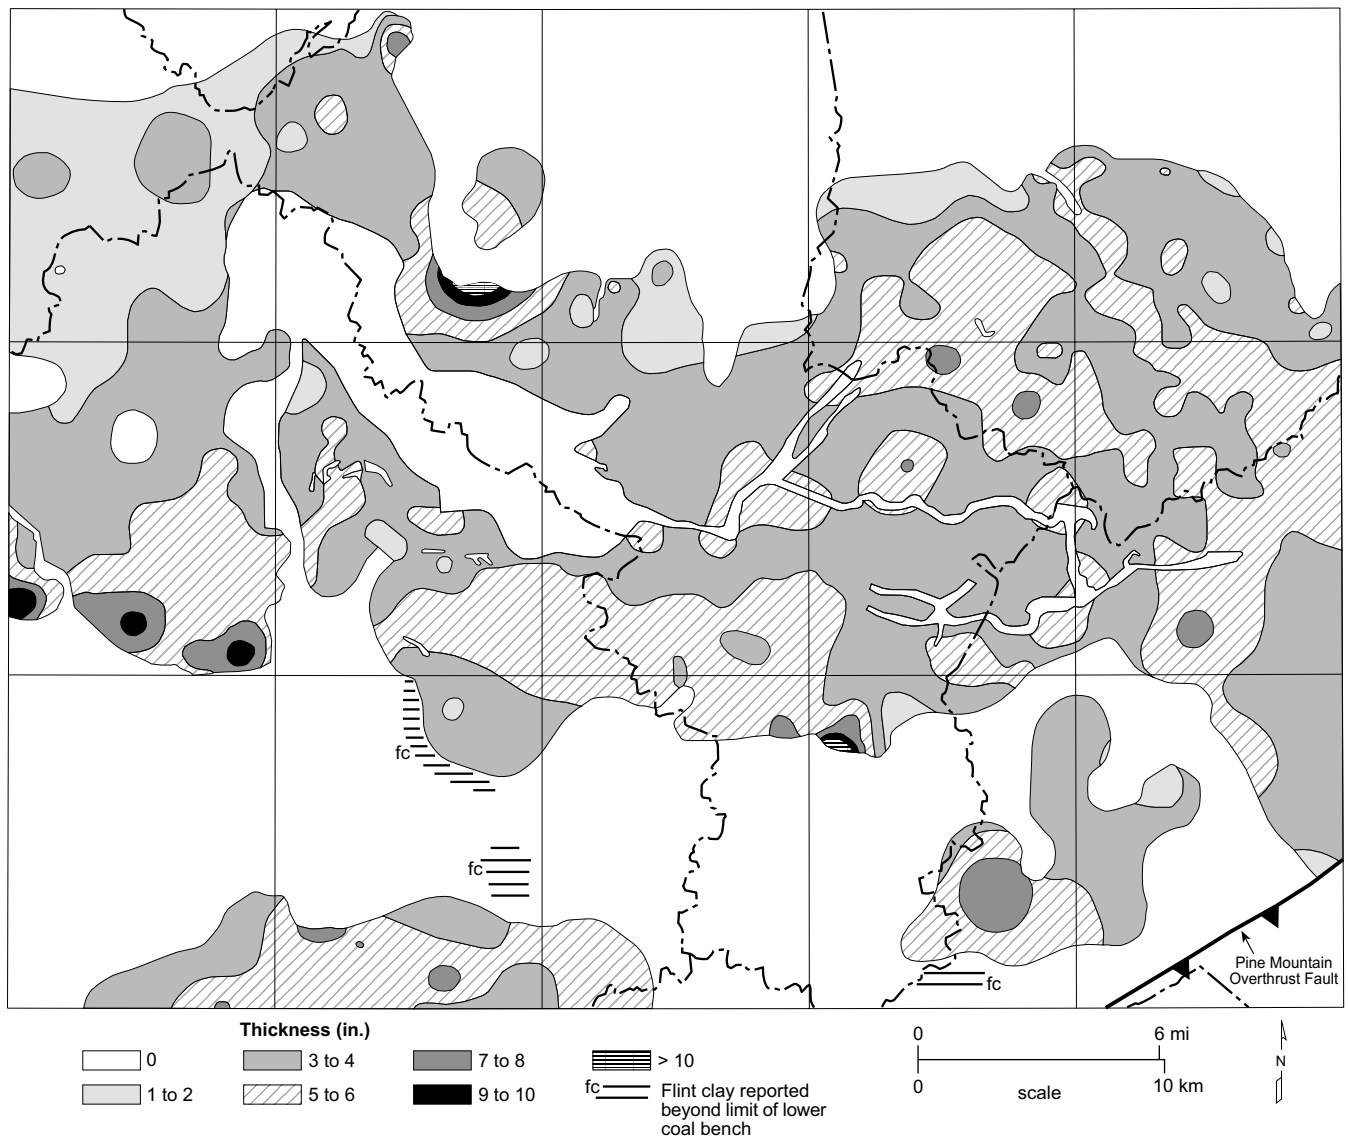 fc
fc
fc
Pine Mountain
Overthrust Fault
Thickness (in.)
0
3 to 4
7 to 8
> 10
1 to 2
5 to 6
9 to 10
fc
Flint clay reported
beyond limit of lower
coal bench
0
6 mi
0
scale
10 km
N